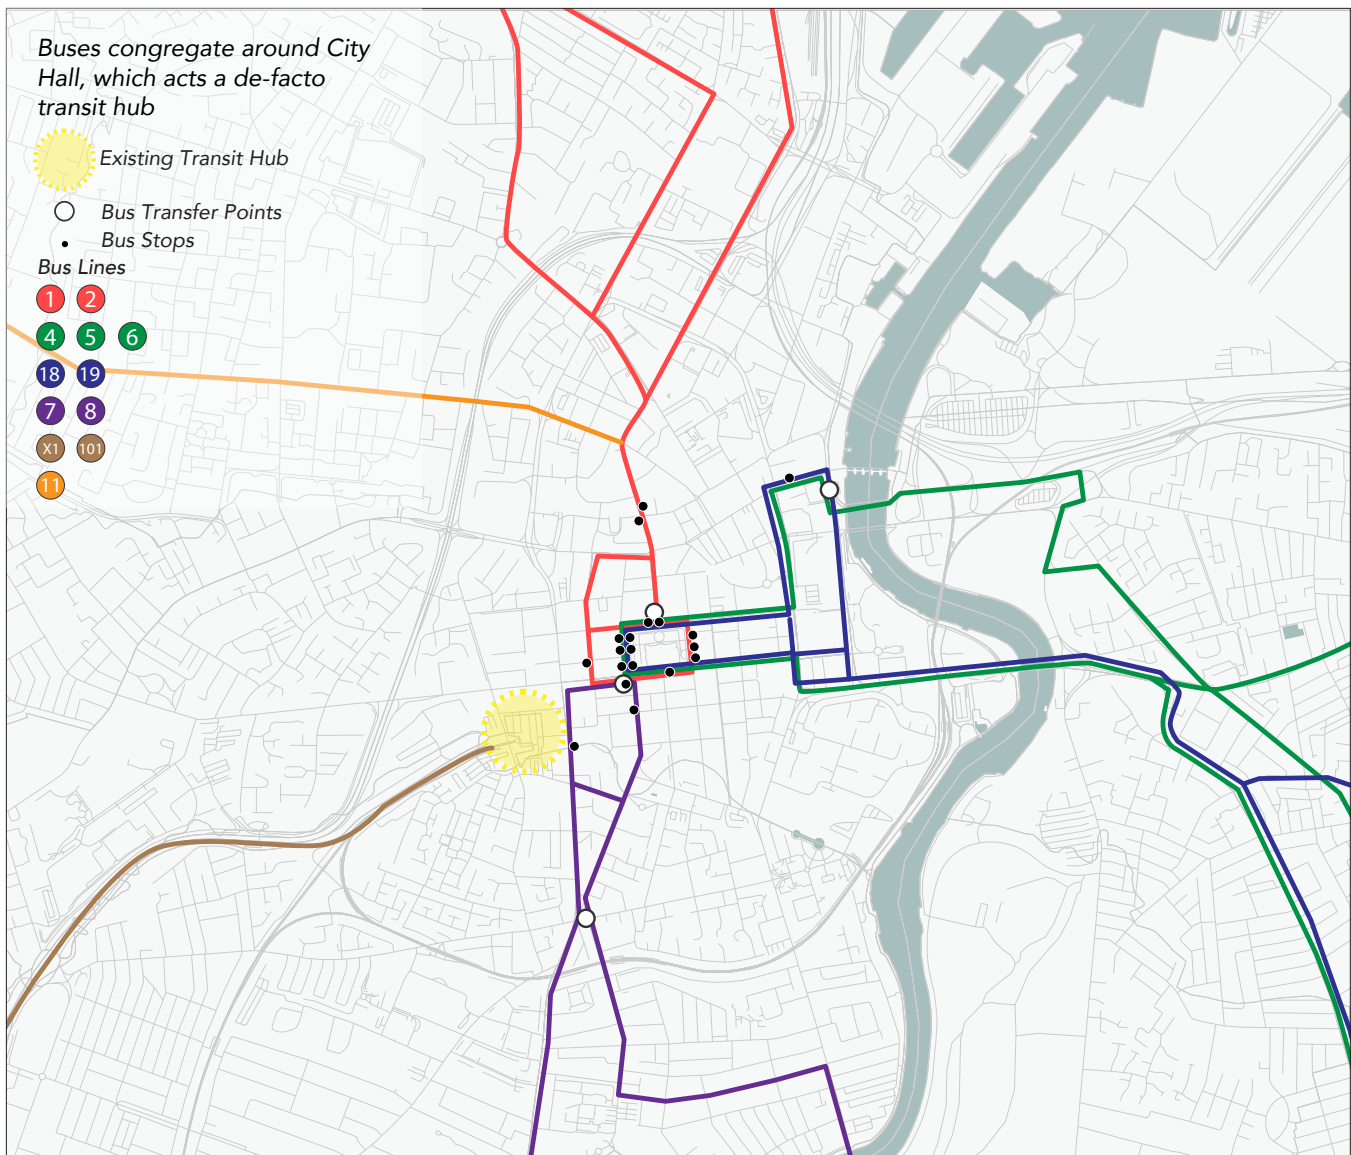 Buses congregate around City
Hall, which acts a de-facto
transit hub
Existing Transit Hub
Bus Transfer Points
Bus Stops
Bus Lines
1 2
4 5 6
18 19
7 8
X1 101
11